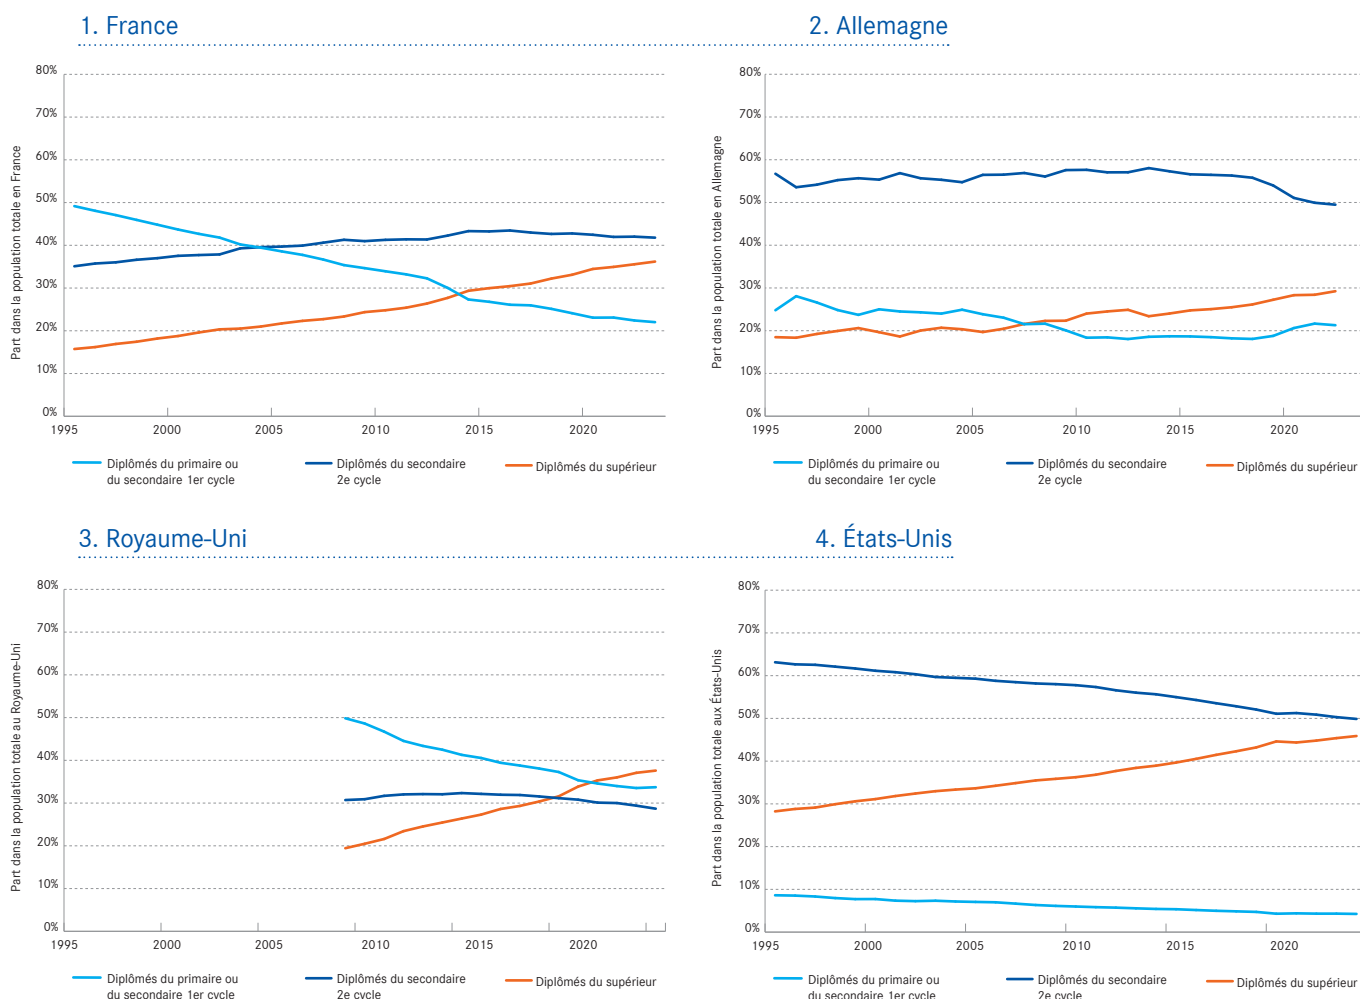 1. France
2. Allemagne
Part dans la population totale en France
80%
70%
60%
50%
40%
30%
20%
10%
0%
1995
2000
2005
2010
2015
2020
Diplômés du primaire ou
du secondaire 1er cycle
Diplômés du secondaire
2e cycle
Diplômés du supérieur
Part dans la population totale en Allemagne
80%
70%
60%
50%
40%
30%
20%
10%
0%
1995
2000
2005
2010
2015
2020
Diplômés du primaire ou
du secondaire 1er cycle
Diplômés du secondaire
2e cycle
Diplômés du supérieur
3. Royaume-Uni
4. États-Unis
Part dans la population totale au Royaume-Uni
80%
70%
60%
50%
40%
30%
20%
10%
0%
1995
2000
2005
2010
2015
2020
Diplômés du primaire ou
du secondaire 1er cycle
Diplômés du secondaire
2e cycle
Diplômés du supérieur
Part dans la population totale aux États-Unis
80%
70%
60%
50%
40%
30%
20%
10%
0%
1995
2000
2005
2010
2015
2020
Diplômés du primaire ou
du secondaire 1er cycle
Diplômés du secondaire
2e cycle
Diplômés du supérieur